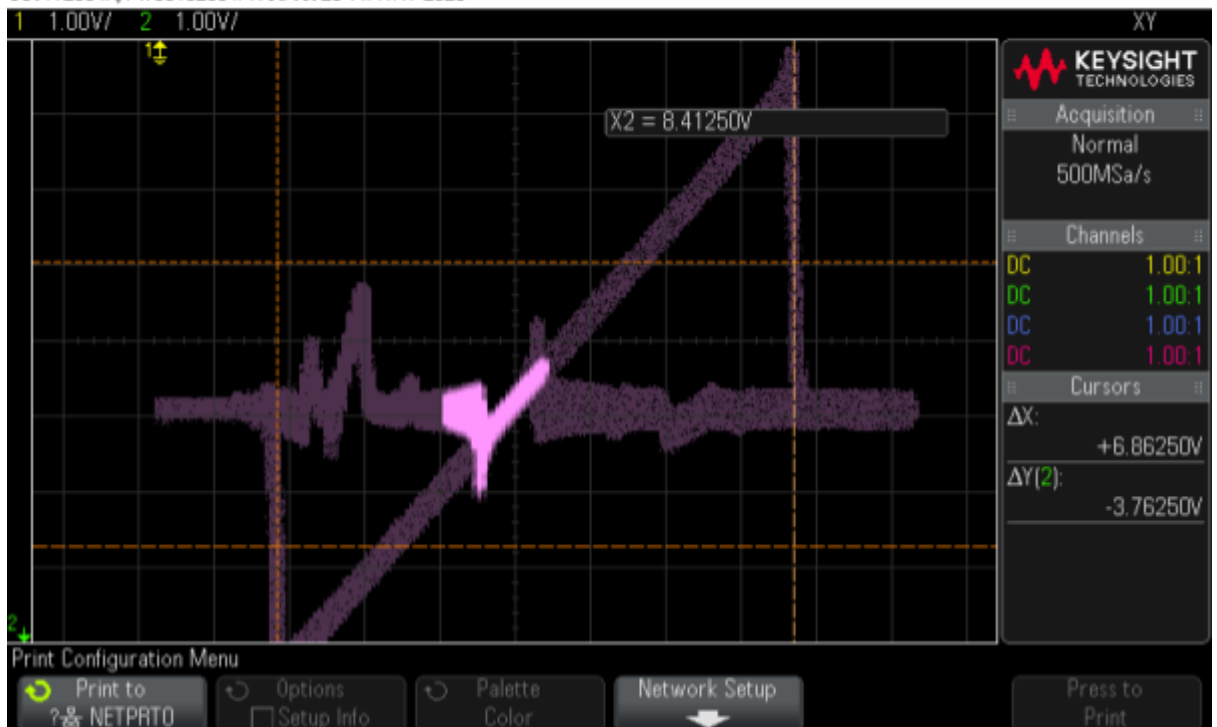 1 1.00V/ 2 1.00V/ XY
1
KEYSIGHT
TECHNOLOGIES
X2 = 8.41250V
Acquisition
Normal
500MSa/s
Channels
DC 1.00:1
DC 1.00:1
DC 1.00:1
DC 1.00:1
Cursors
ΔX:
+6.86250V
ΔY(2):
-3.76250V
2
Print Configuration Menu
Print to Options Palette Network Setup Press to
? NETPRT0 Setup Info Color Print